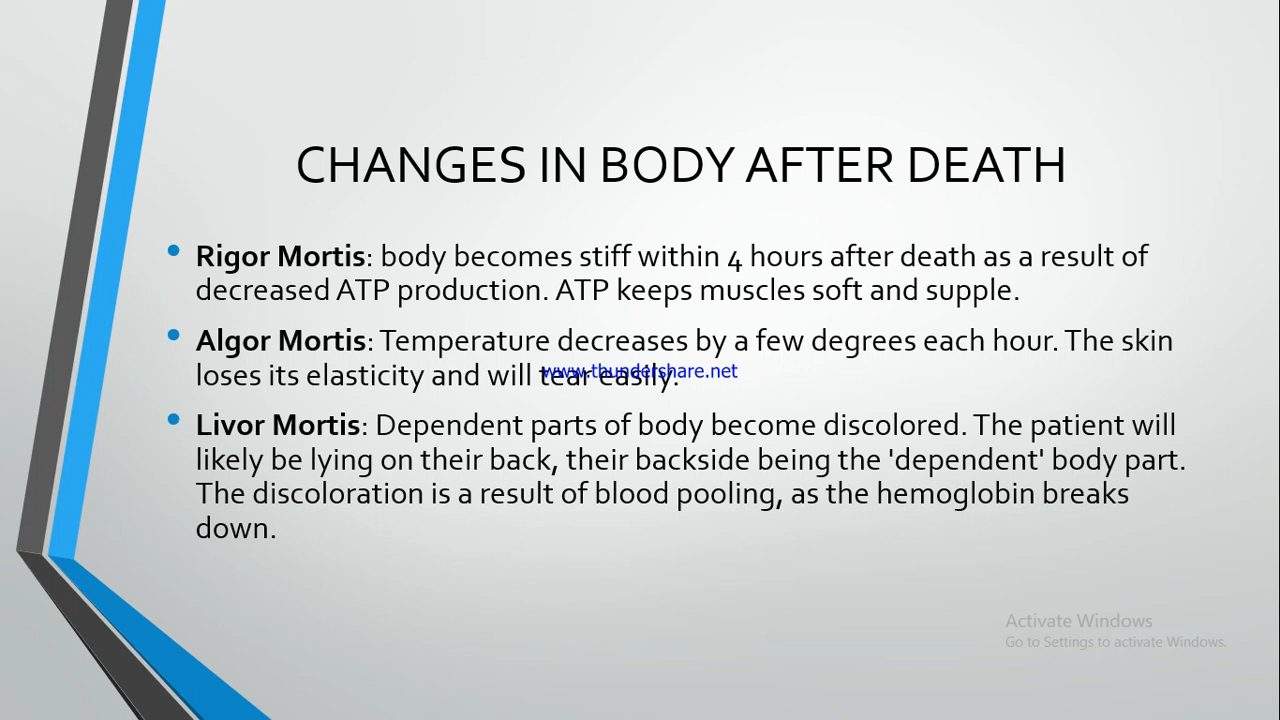 CHANGES IN BODY AFTER DEATH
• Rigor Mortis: body becomes stiff within 4 hours after death as a result of
decreased ATP production. ATP keeps muscles soft and supple.
• Algor Mortis: Temperature decreases by a few degrees each hour. The skin
loses its elasticity and will tear easily.
www.thundershare.net
• Livor Mortis: Dependent parts of body become discolored. The patient will
likely be lying on their back, their backside being the 'dependent' body part.
The discoloration is a result of blood pooling, as the hemoglobin breaks
down.
Activate Windows
Go to Settings to activate Windows.